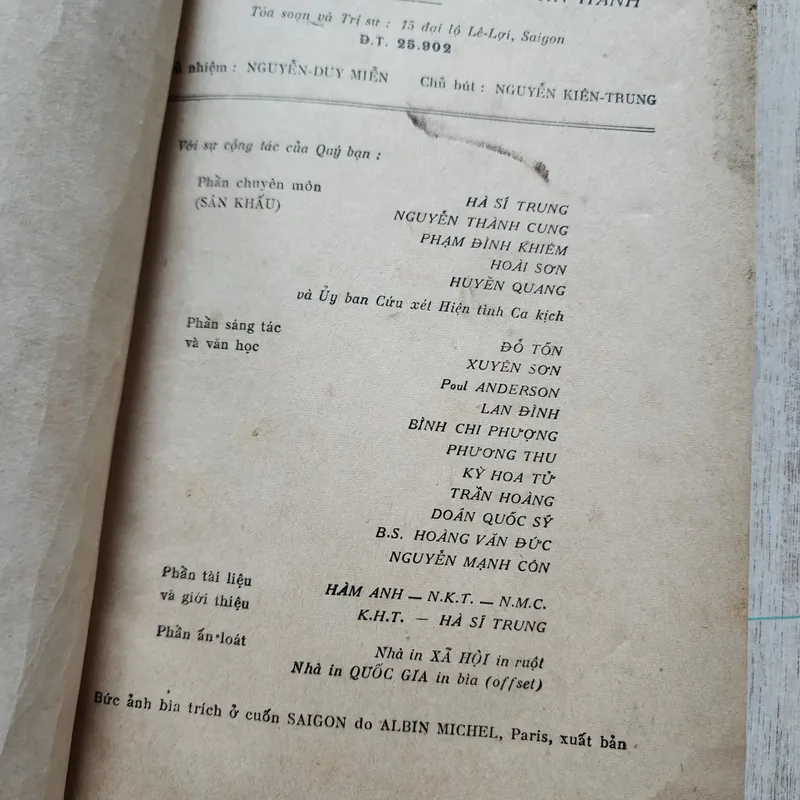 HÀNH
Tòa soạn và Trị sự : 15 đại lộ Lê-Lợi, Saigon
Đ.T. 25.902
nhiệm : NGUYỄN-DUY MIỄN Chủ bút : NGUYỄN KIÊN-TRUNG
Với sự cộng tác của Quý bạn :
Phần chuyên môn
(SÂN KHẤU)
HÀ SĨ TRUNG
NGUYỄN THÀNH CUNG
PHẠM ĐÌNH KHIÊM
HOÀI SƠN
HUYỀN QUANG
và Ủy ban Cứu xét Hiện tình Ca kịch
Phần sáng tác
và văn học
ĐỖ TỐN
XUYÊN SƠN
Poul ANDERSON
LAN ĐÌNH
BÌNH CHI PHƯỢNG
PHƯƠNG THU
KỲ HOA TỬ
TRẦN HOÀNG
DOÃN QUỐC SỸ
B.S. HOÀNG VĂN ĐỨC
NGUYỄN MẠNH CÔN
Phần tài liệu
và giới thiệu
HÀM ANH — N.K.T. — N.M.C.
K.H.T. — HÀ SĨ TRUNG
Phần ấn loát
Nhà in XÃ HỘI in ruột
Nhà in QUỐC GIA in bìa (offset)
Bức ảnh bìa trích ở cuốn SAIGON do ALBIN MICHEL, Paris, xuất bản